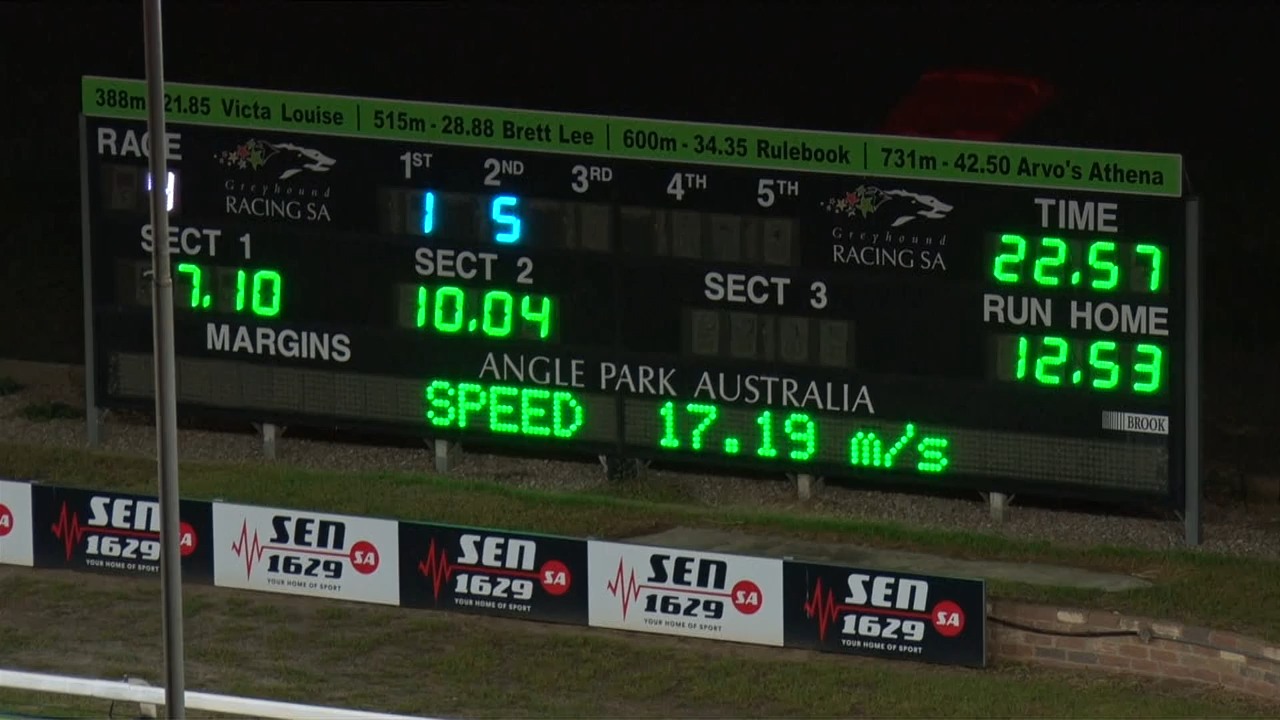 388m 21.85 Victa Louise | 515m - 28.88 Brett Lee | 600m - 34.35 Rulebook | 731m - 42.50 Arvo's Athena
RACE
Greyhound
RACING SA
1ST 2ND 3RD 4TH 5TH
1 5
Greyhound
RACING SA
TIME
22.57
SECT 1
7.10
SECT 2
10.04
SECT 3
RUN HOME
12.53
MARGINS
ANGLE PARK AUSTRALIA
SPEED 17.19 m/s
BROOK
A
SEN
1629 A
YOUR HOME OF SPORT
SEN
1629 SA
YOUR HOME OF SPORT
SEN
1629 SA
YOUR HOME OF SPORT
SEN
1629 SA
YOUR HOME OF SPORT
SEN
1629 SA
YOUR HOME OF SPORT